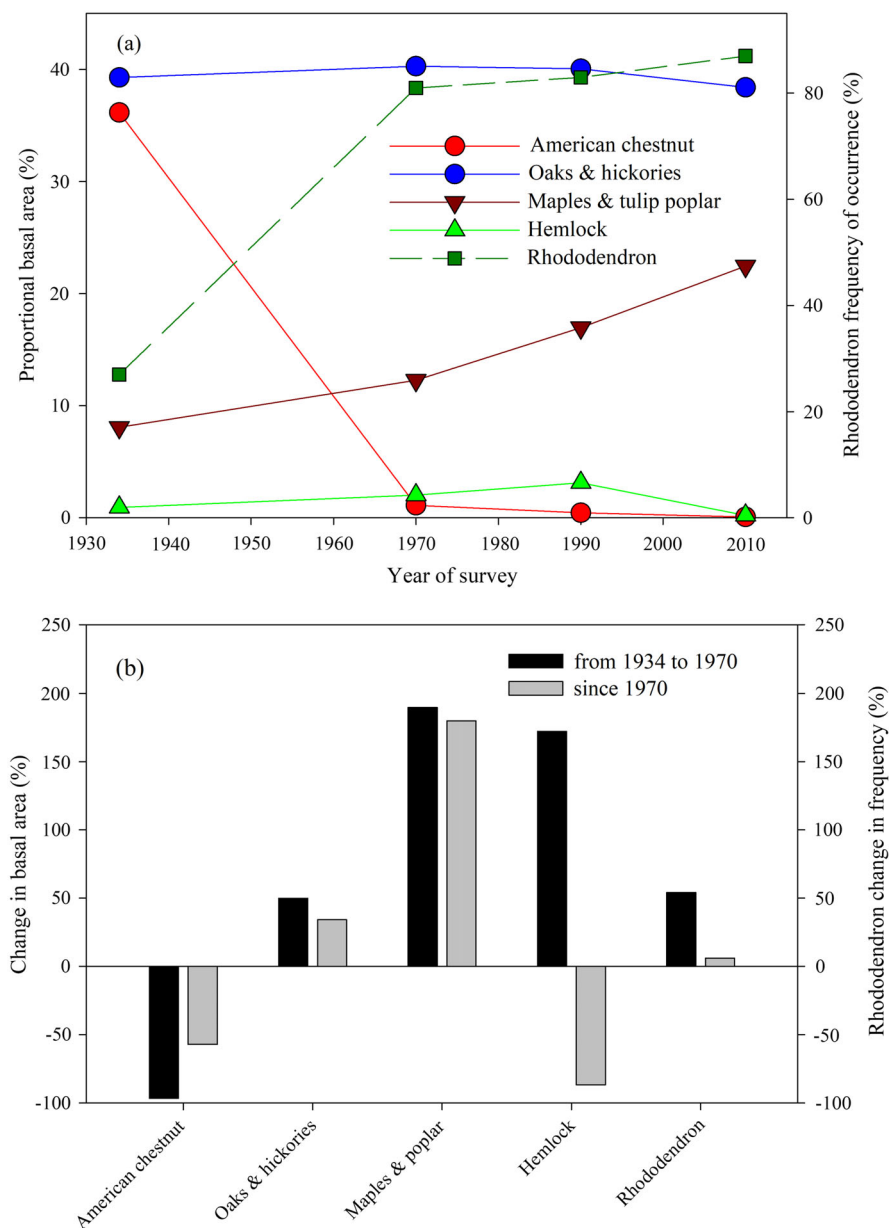 (a)
40
30
20
10
0
Proportional basal area (%)
80
60
40
20
0
Rhododendron frequency of occurrence (%)
American chestnut
Oaks & hickories
Maples & tulip poplar
Hemlock
Rhododendron
1930 1940 1950 1960 1970 1980 1990 2000 2010
Year of survey
(b)
250
200
150
100
50
0
-50
-100
Change in basal area (%)
from 1934 to 1970
since 1970
250
200
150
100
50
0
-50
-100
Rhododendron change in frequency (%)
American chestnut
Oaks & hickories
Maples & poplar
Hemlock
Rhododendron